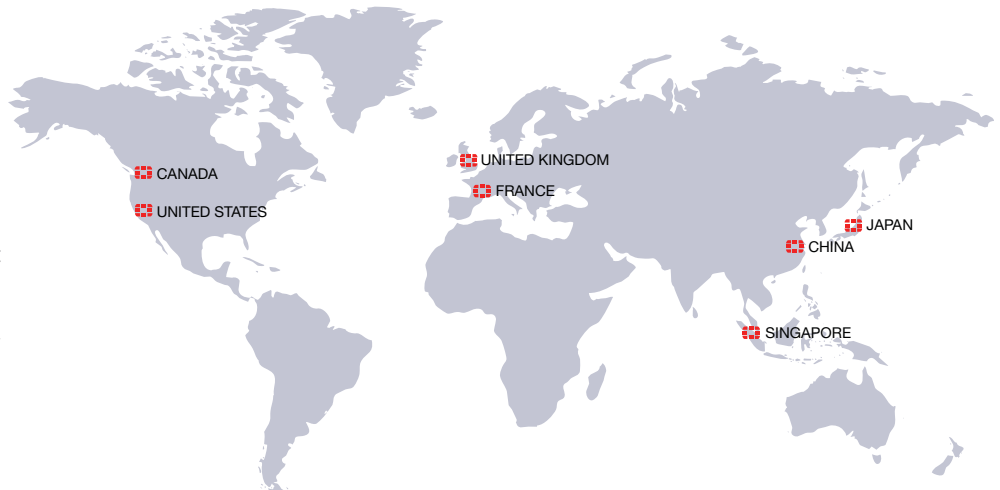 UNITED KINGDOM
CANADA
FRANCE
UNITED STATES
JAPAN
CHINA
SINGAPORE